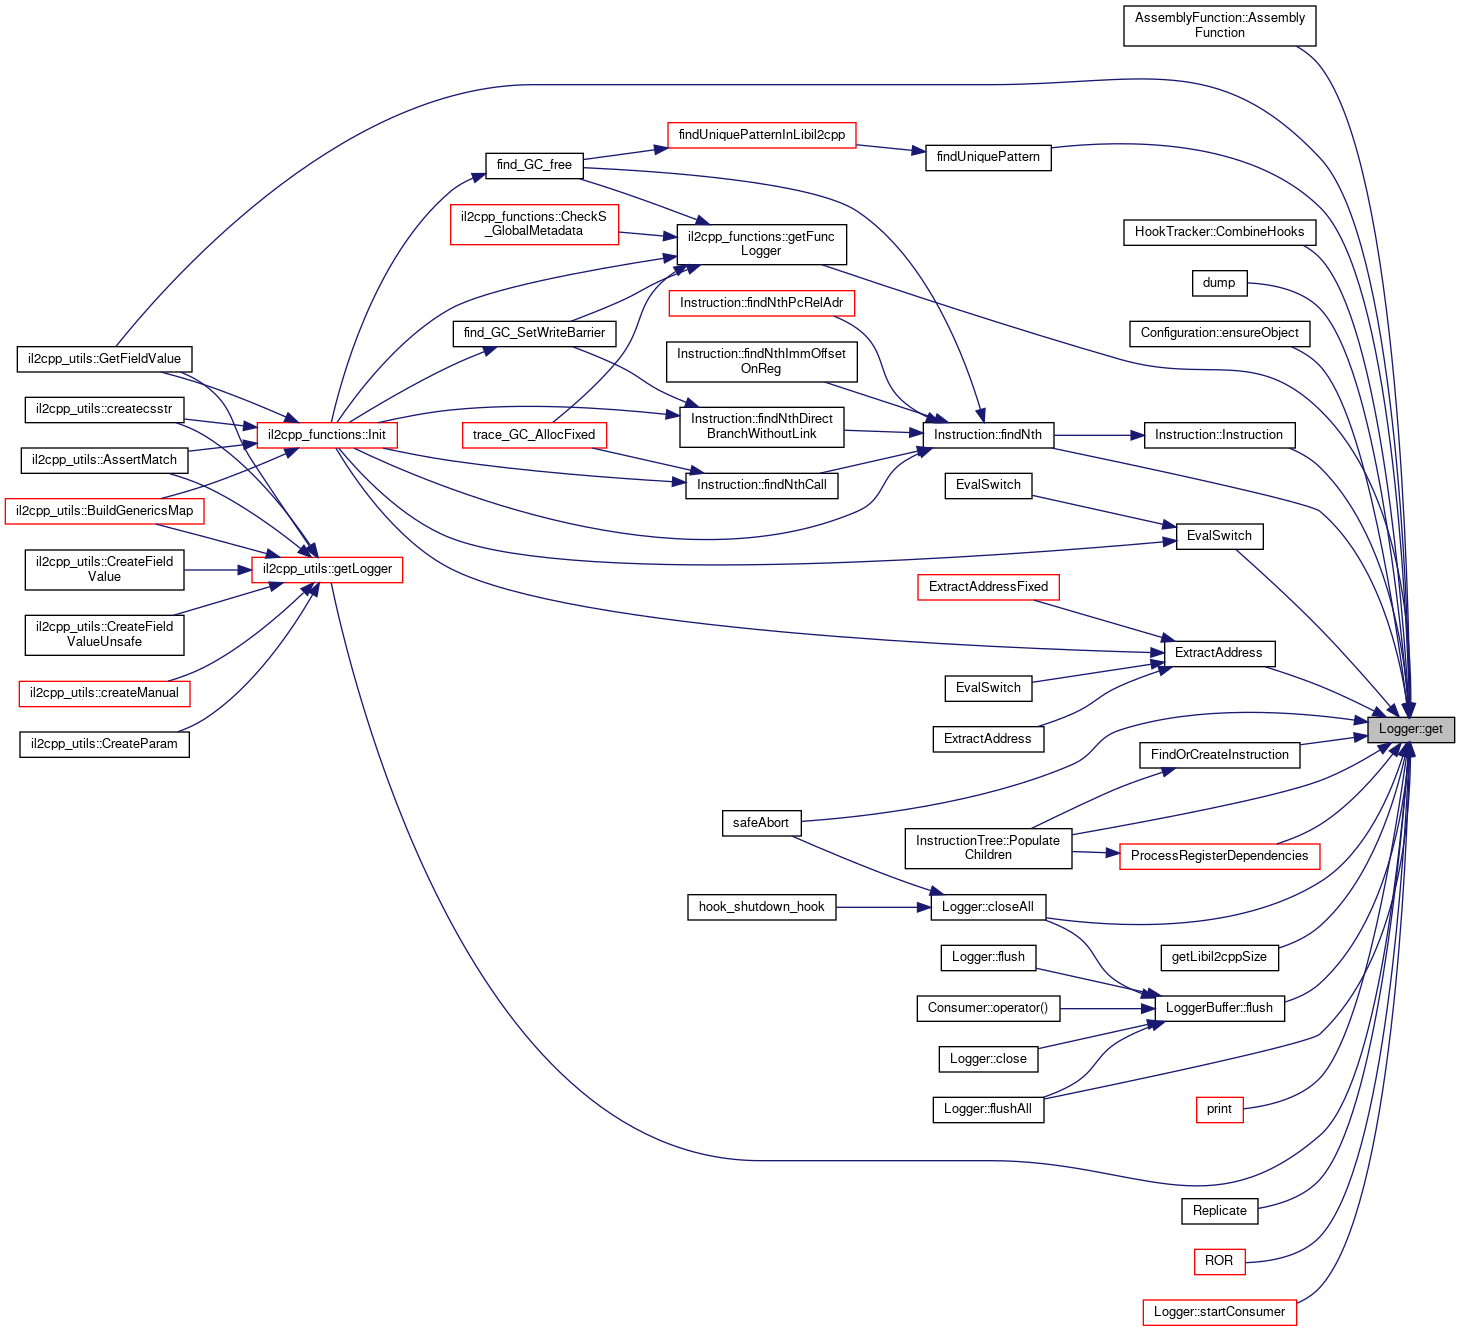 AssemblyFunction::Assembly
Function
findUniquePatternInLibil2cpp
findUniquePattern
find_GC_free
il2cpp_functions::CheckS
_GlobalMetadata
il2cpp_functions::getFunc
Logger
HookTracker::CombineHooks
dump
Instruction::findNthPcRelAdr
find_GC_SetWriteBarrier
Configuration::ensureObject
il2cpp_utils::GetFieldValue
Instruction::findNthImmOffset
OnReg
il2cpp_utils::createcsstr
il2cpp_functions::Init
trace_GC_AllocFixed
Instruction::findNthDirect
BranchWithoutLink
Instruction::findNth
Instruction::Instruction
il2cpp_utils::AssertMatch
Instruction::findNthCall
EvalSwitch
il2cpp_utils::BuildGenericsMap
EvalSwitch
il2cpp_utils::CreateField
Value
il2cpp_utils::getLogger
ExtractAddressFixed
il2cpp_utils::CreateField
ValueUnsafe
ExtractAddress
il2cpp_utils::createManual
EvalSwitch
il2cpp_utils::CreateParam
ExtractAddress
Logger::get
FindOrCreateInstruction
safeAbort
InstructionTree::Populate
Children
ProcessRegisterDependencies
hook_shutdown_hook
Logger::closeAll
Logger::flush
getLibil2cppSize
Consumer::operator()
LoggerBuffer::flush
Logger::close
Logger::flushAll
print
Replicate
ROR
Logger::startConsumer